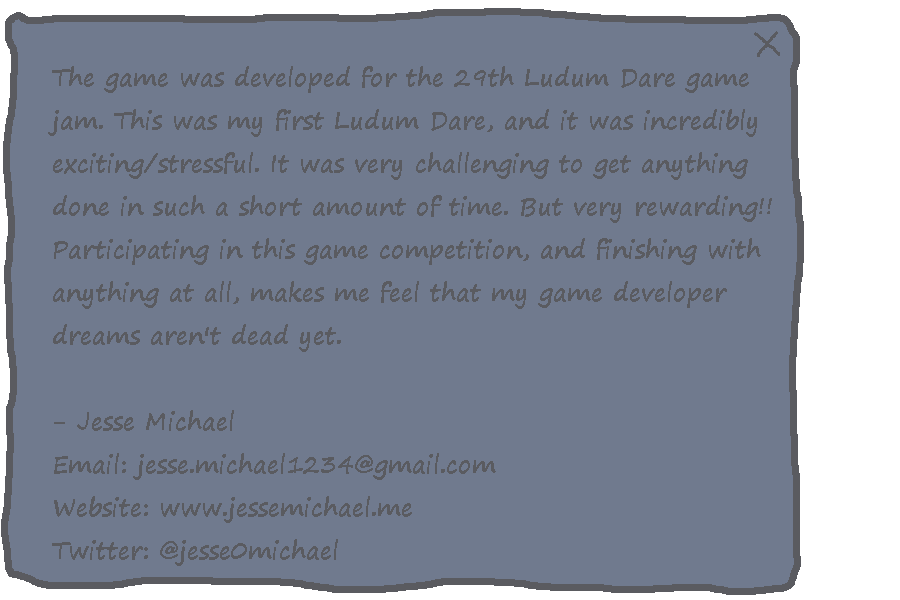 The game was developed for the 29th Ludum Dare game
jam. This was my first Ludum Dare, and it was incredibly
exciting/stressful. It was very challenging to get anything
done in such a short amount of time. But very rewarding!!
Participating in this game competition, and finishing with
anything at all, makes me feel that my game developer
dreams aren't dead yet.
- Jesse Michael
Email: jesse.michael1234@gmail.com
Website: www.jessemichael.me
Twitter: @jesse0michael